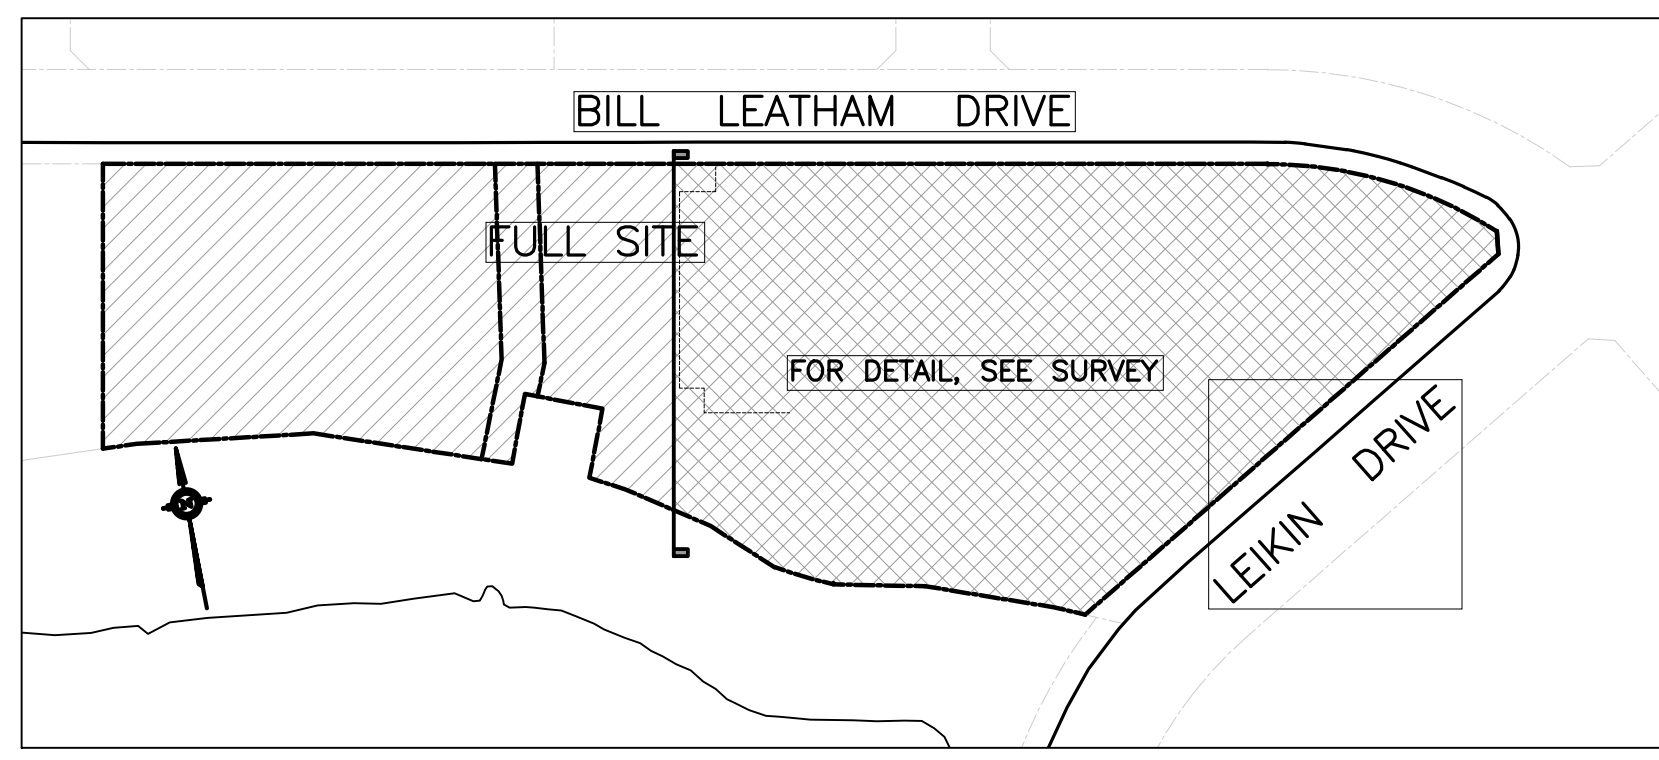 BILL LEATHAM DRIVE
FULL SITE
FOR DETAIL, SEE SURVEY
LEIKIN DRIVE